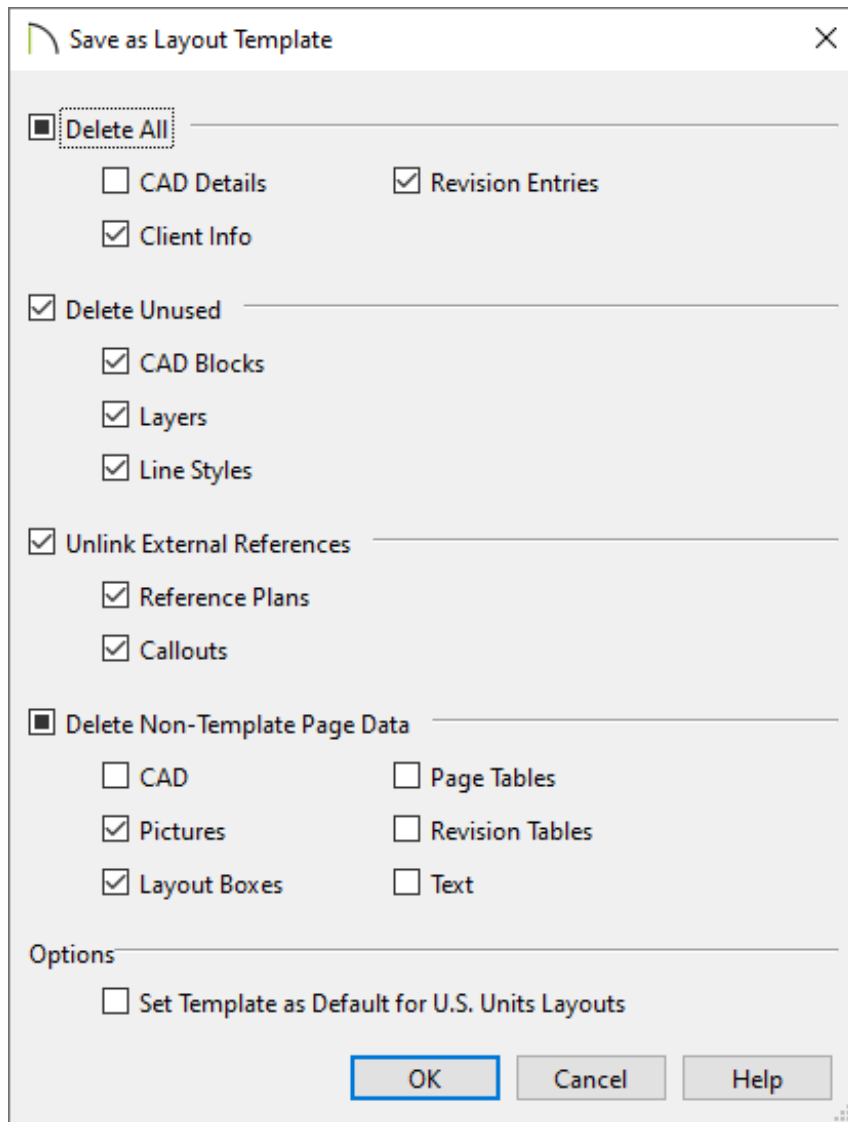 Save as Layout Template
Delete All
CAD Details
Revision Entries
Client Info
Delete Unused
CAD Blocks
Layers
Line Styles
Unlink External References
Reference Plans
Callouts
Delete Non-Template Page Data
CAD
Page Tables
Pictures
Revision Tables
Layout Boxes
Text
Options
Set Template as Default for U.S. Units Layouts
OK
Cancel
Help